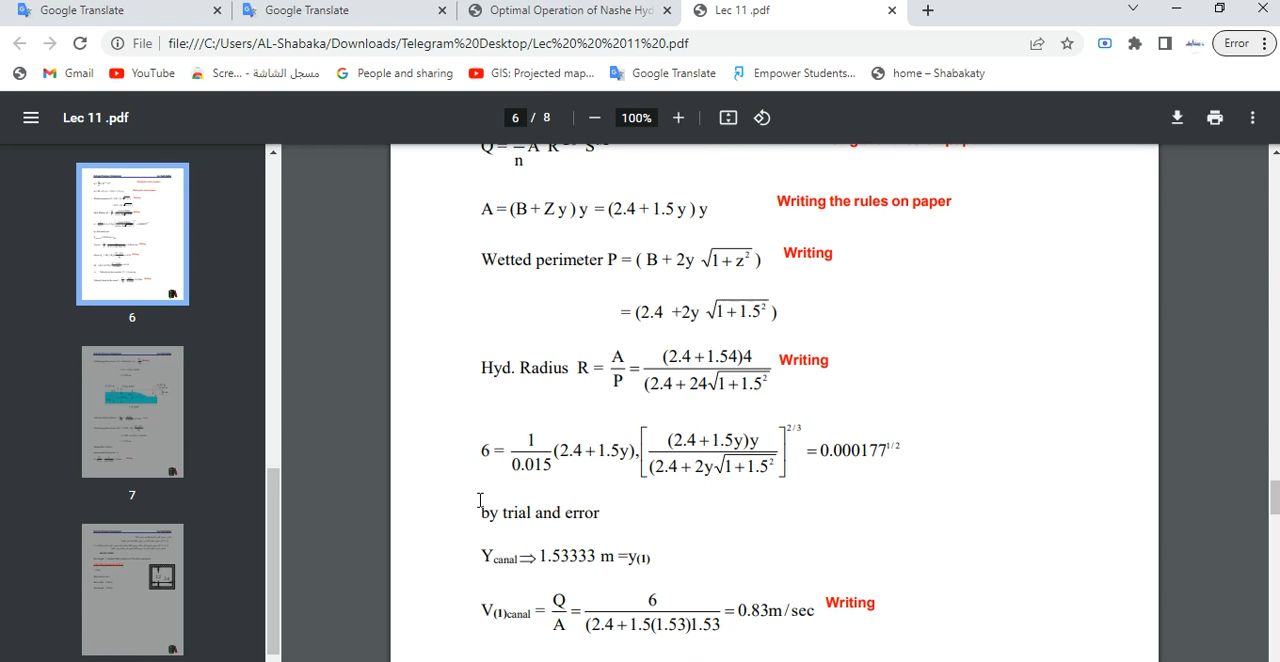 Google Translate
Google Translate
Optimal Operation of Nashe Hyd
Lec 11 .pdf
File
file:///C:/Users/AL-Shabaka/Downloads/Telegram%20Desktop/Lec%20%20%2011%20.pdf
Error
Gmail
YouTube
Scre... - مسجل الشاشة
People and sharing
GIS: Projected map...
Google Translate
Empower Students...
home – Shabakaty
Lec 11 .pdf
6 / 8
100%
6
7
A = (B + Z y ) y = (2.4 + 1.5 y ) y
Writing the rules on paper
Wetted perimeter P = ( B + 2y √1 + z² )
Writing
= (2.4 +2y √1 + 1.5² )
Hyd. Radius R = A/P = (2.4 + 1.54)4 / (2.4 + 24√1 + 1.5²
Writing
6 = 1/0.015 (2.4 + 1.5y), [ (2.4 + 1.5y)y / (2.4 + 2y√1 + 1.5² ]^2/3 = 0.000177^1/2
by trial and error
Ycanal ⇒ 1.53333 m =y(1)
V(1)canal = Q/A = 6 / (2.4 + 1.5(1.53)1.53 = 0.83m / sec
Writing